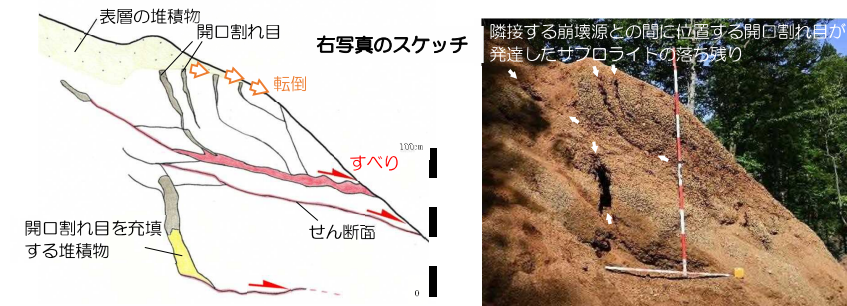 表層の堆積物
開口割れ目
右写真のスケッチ
転倒
100cm
すべり
せん断面
開口割れ目を充填
する堆積物
0
隣接する崩壊源との間に位置する開口割れ目が
発達したサプロライトの落ち残り